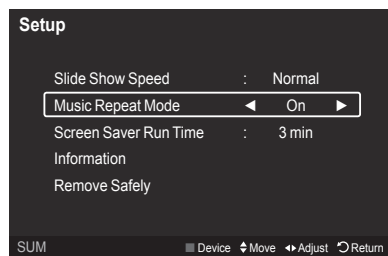 Setup
Slide Show Speed : Normal
Music Repeat Mode ◄ On ►
Screen Saver Run Time : 3 min
Information
Remove Safely
SUM Device Move Adjust Return